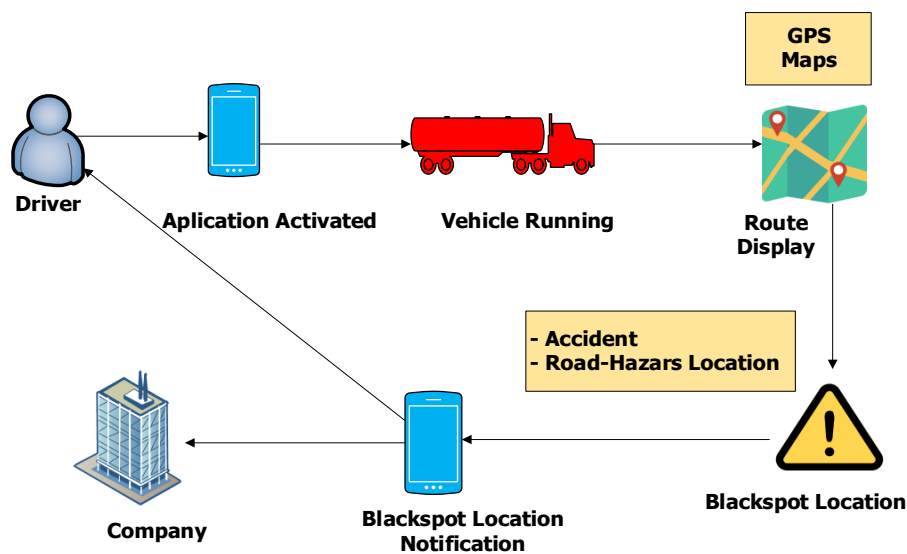 GPS
Maps
Driver
Aplication Activated
Vehicle Running
Route
Display
- Accident
- Road-Hazars Location
Blackspot Location
Company
Blackspot Location
Notification